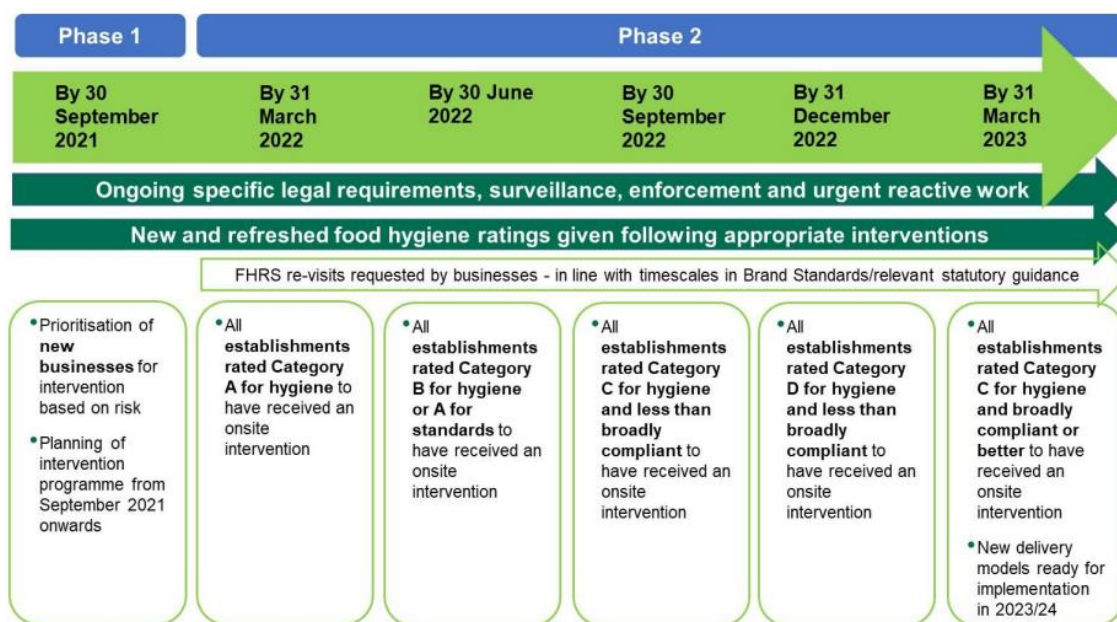 Phase 1
Phase 2
By 30
September
2021
By 31
March
2022
By 30 June
2022
By 30
September
2022
By 31
December
2022
By 31
March
2023
Ongoing specific legal requirements, surveillance, enforcement and urgent reactive work
New and refreshed food hygiene ratings given following appropriate interventions
FHRS re-visits requested by businesses - in line with timescales in Brand Standards/relevant statutory guidance
•Prioritisation of
new
businesses for
intervention
based on risk
•Planning of
intervention
programme from
September 2021
onwards
•All
establishments
rated Category
A for hygiene to
have received an
onsite
intervention
•All
establishments
rated Category
B for hygiene
or A for
standards to
have received an
onsite
intervention
•All
establishments
rated Category
C for hygiene
and less than
broadly
compliant to
have received an
onsite
intervention
•All
establishments
rated Category
D for hygiene
and less than
broadly
compliant to
have received an
onsite
intervention
•All
establishments
rated Category
C for hygiene
and broadly
compliant or
better to have
received an
onsite
intervention
•New delivery
models ready for
implementation
in 2023/24